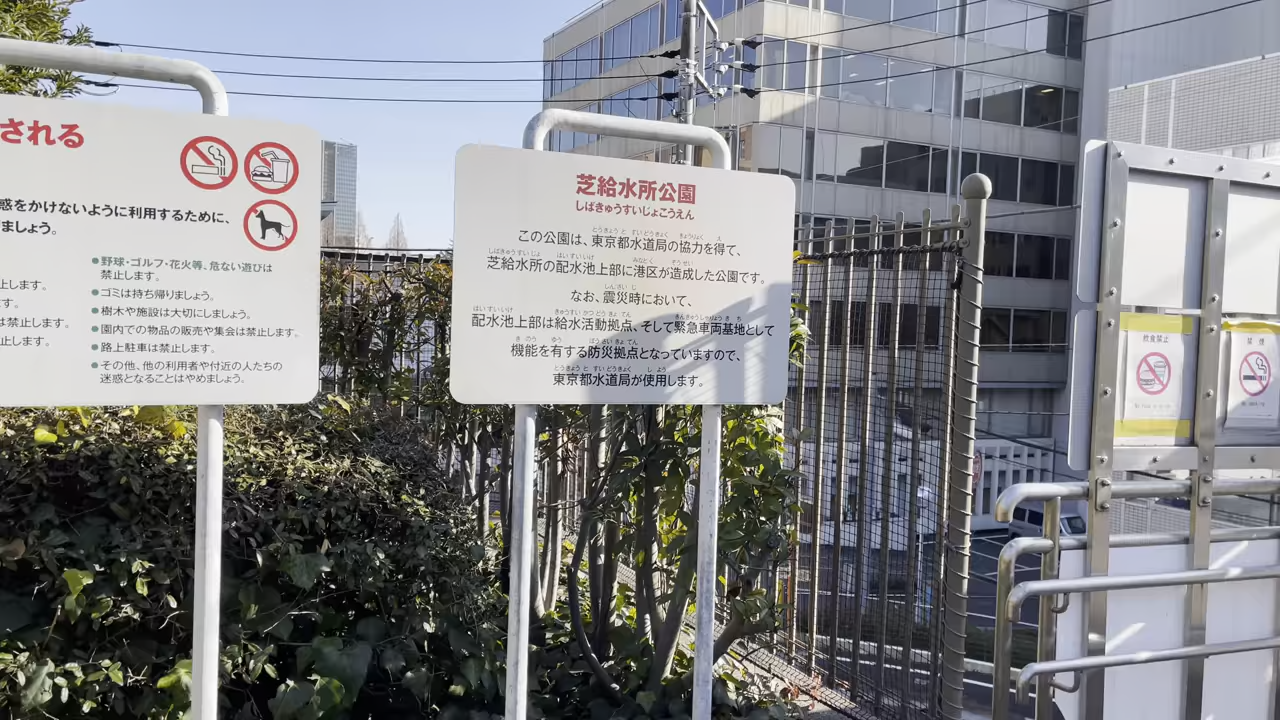 される
惑をかけないように利用するために、
ましょう。
止します。
す。
は禁止します。
止します。
●野球・ゴルフ・花火等、危ない遊びは
禁止します。
●ゴミは持ち帰りましょう。
●樹木や施設は大切にしましょう。
●園内での物品の販売や集会は禁止します。
●路上駐車は禁止します。
●その他、他の利用者や付近の人たちの
迷惑となることはやめましょう。
芝給水所公園
しばきゅうすいじょこうえん
この公園は、東京都水道局の協力を得て、
芝給水所の配水池上部に港区が造成した公園です。
なお、震災時において、
配水池上部は給水活動拠点、そして緊急車両基地として
機能を有する防災拠点となっていますので、
東京都水道局が使用します。
飲食禁止
禁煙